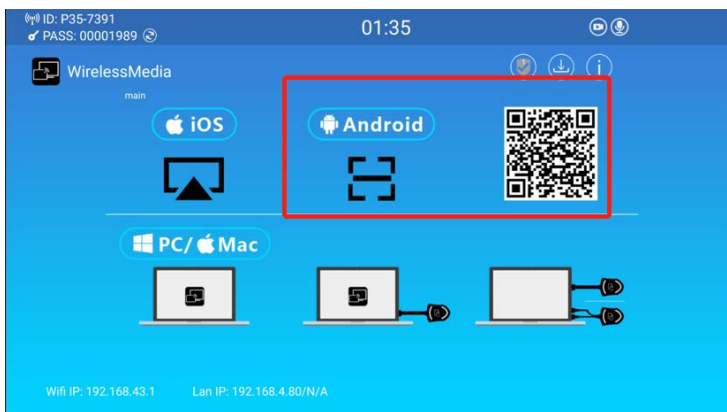 ID: P35-7391
PASS: 00001989
01:35
WirelessMedia
main
iOS
Android
PC/ Mac
Wifi IP: 192.168.43.1
Lan IP: 192.168.4.80/N/A